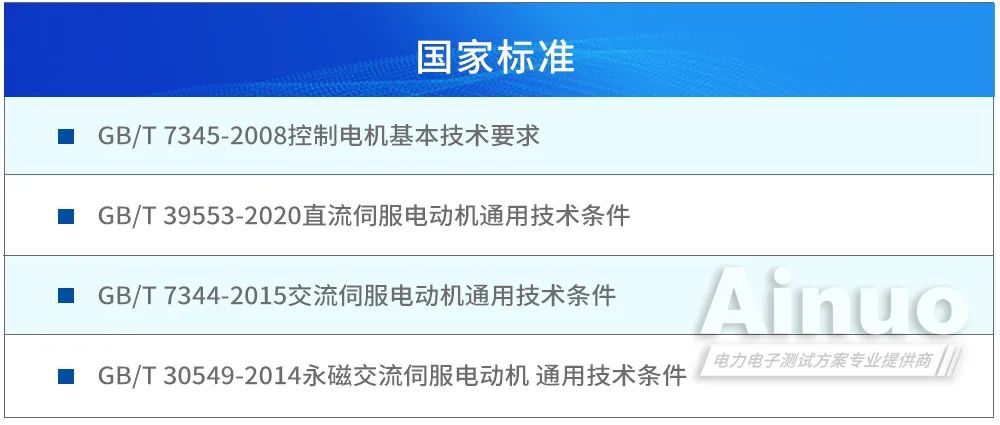 国家标准
GB/T 7345-2008控制电机基本技术要求
GB/T 39553-2020直流伺服电动机通用技术条件
GB/T 7344-2015交流伺服电动机通用技术条件
GB/T 30549-2014永磁交流伺服电动机 通用技术条件
Ainuo
电力电子测试方案专业提供商